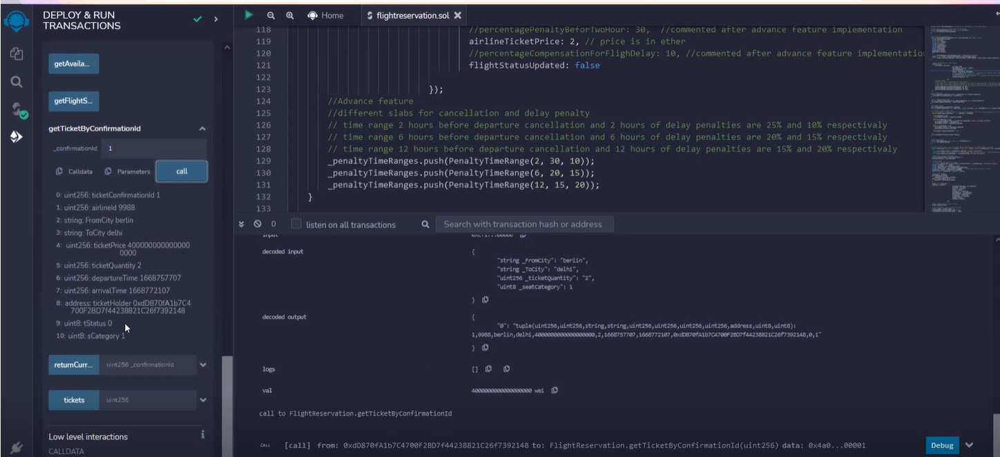 DEPLOY & RUN
TRANSACTIONS
Home
flightreservation.sol
getAvaila...
getFlightS...
getTicketByConfirmationId
_confirmationId:
1
Calldata
Parameters
call
0: uint256: ticketConfirmationId 1
1: uint256: airlineId 9988
2: string: FromCity berlin
3: string: ToCity delhi
4: uint256: ticketPrice 400000000000000
0000
5: uint256: ticketQuantity 2
6: uint256: departureTime 1668757707
7: uint256: arrivalTime 1668772107
8: address: ticketHolder 0xdD870fA1b7C4
700F2BD7f44238821C26f7392148
9: uint8: tStatus 0
10: uint8: sCategory 1
returnCurr...
uint256 _confirmationId
tickets
uint256
Low level interactions
i
CALLDATA
118 //percentagePenaltyBeforTwoHour: 30, //commented after advance feature implementation
119 airlineTicketPrice: 2, // price is in ether
120 //percentageCompensationForFlighDelay: 10, //commented after advance feature implementatio
121 flightStatusUpdated: false
122
123 });
124 //Advance feature
125 //different slabs for cancellation and delay penalty
126 // time range 2 hours before departure cancellation and 2 hours of delay penalties are 25% and 10% respectivaly
127 // time range 6 hours before departure cancellation and 6 hours of delay penalties are 20% and 15% respectivaly
128 // time range 12 hours before departure cancellation and 12 hours of delay penalties are 15% and 20% respectivaly
129 _penaltyTimeRanges.push(PenaltyTimeRange(2, 30, 10));
130 _penaltyTimeRanges.push(PenaltyTimeRange(6, 20, 15));
131 _penaltyTimeRanges.push(PenaltyTimeRange(12, 15, 20));
132 }
133
0
listen on all transactions
Search with transaction hash or address
input
decoded input
{
"string _FromCity": "berlin",
"string _ToCity": "delhi",
"uint256 _ticketQuantity": "2",
"uint8 _seatCategory": 1
}
decoded output
{
"0": "tuple(uint256,uint256,string,string,uint256,uint256,uint256,uint256,address,uint8,uint8):
1,9988,berlin,delhi,4000000000000000000,2,1668757707,1668772107,0xdD870fA1b7C4700F2BD7f44238821C26f7392148,0,1"
}
logs
[]
val
4000000000000000000 wei
call to FlightReservation.getTicketByConfirmationId
CALL [call] from: 0xdD870fA1b7C4700F2BD7f44238821C26f7392148 to: FlightReservation.getTicketByConfirmationId(uint256) data: 0x4a0...00001
Debug